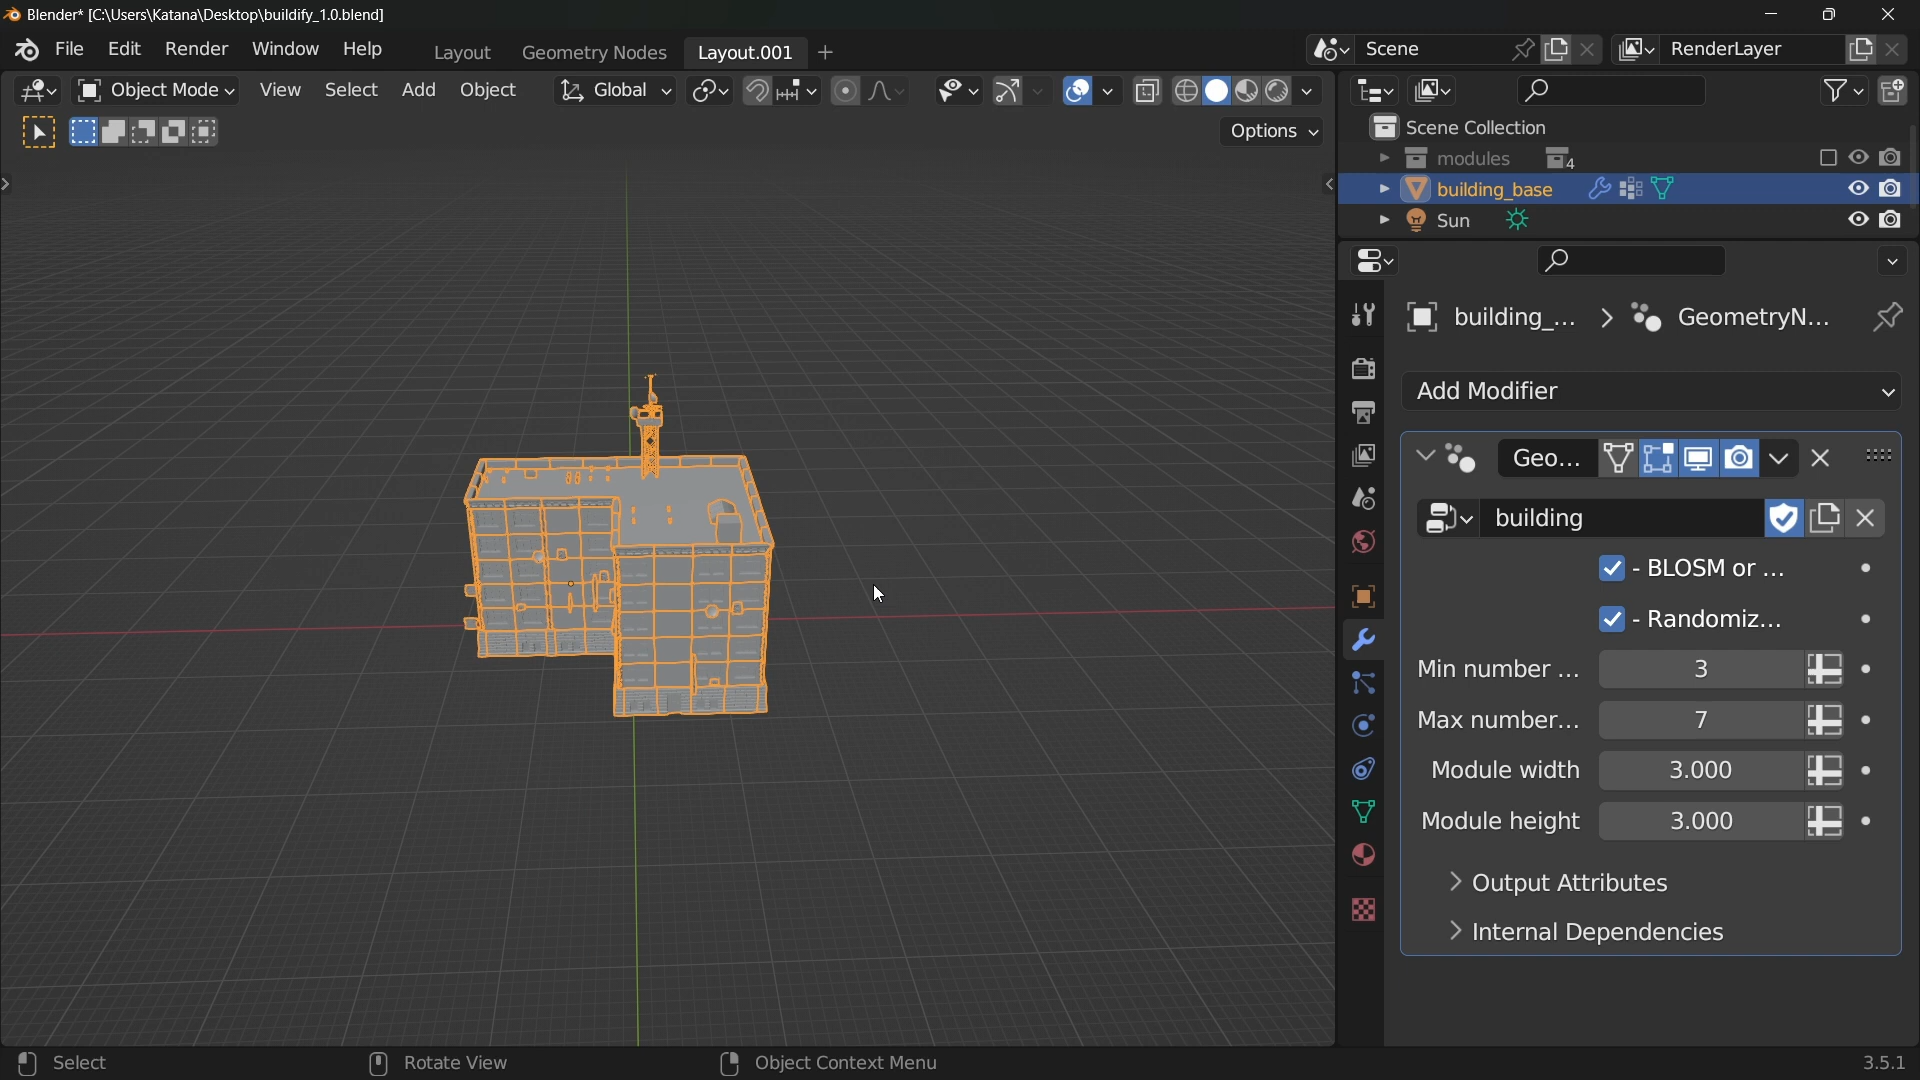 Blender* [C:\Users\Katana\Desktop\buildify_1.0.blend]
File Edit Render Window Help Layout Geometry Nodes Layout.001 + Scene RenderLayer
Object Mode View Select Add Object Global
Options
Scene Collection
modules 4
building_base
Sun
building_... > GeometryN...
Add Modifier
Geo...
building
- BLOSM or ...
- Randomiz...
Min number ... 3
Max number... 7
Module width 3.000
Module height 3.000
Output Attributes
Internal Dependencies
Select Rotate View Object Context Menu 3.5.1